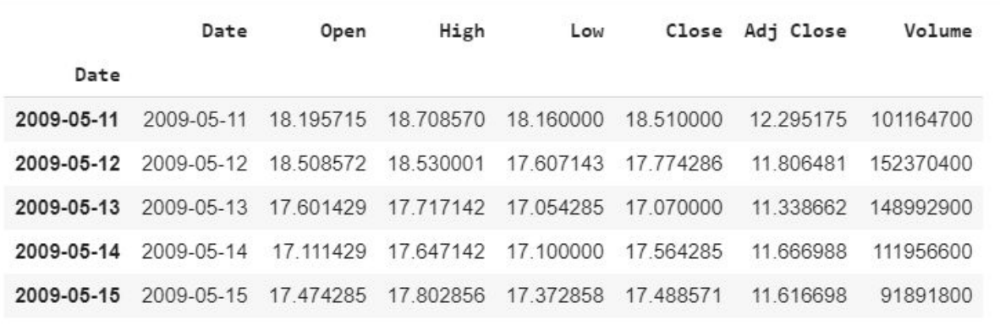 Date Open High Low Close Adj Close Volume
Date
2009-05-11 2009-05-11 18.195715 18.708570 18.160000 18.510000 12.295175 101164700
2009-05-12 2009-05-12 18.508572 18.530001 17.607143 17.774286 11.806481 152370400
2009-05-13 2009-05-13 17.601429 17.717142 17.054285 17.070000 11.338662 148992900
2009-05-14 2009-05-14 17.111429 17.647142 17.100000 17.564285 11.666988 111956600
2009-05-15 2009-05-15 17.474285 17.802856 17.372858 17.488571 11.616698 91891800